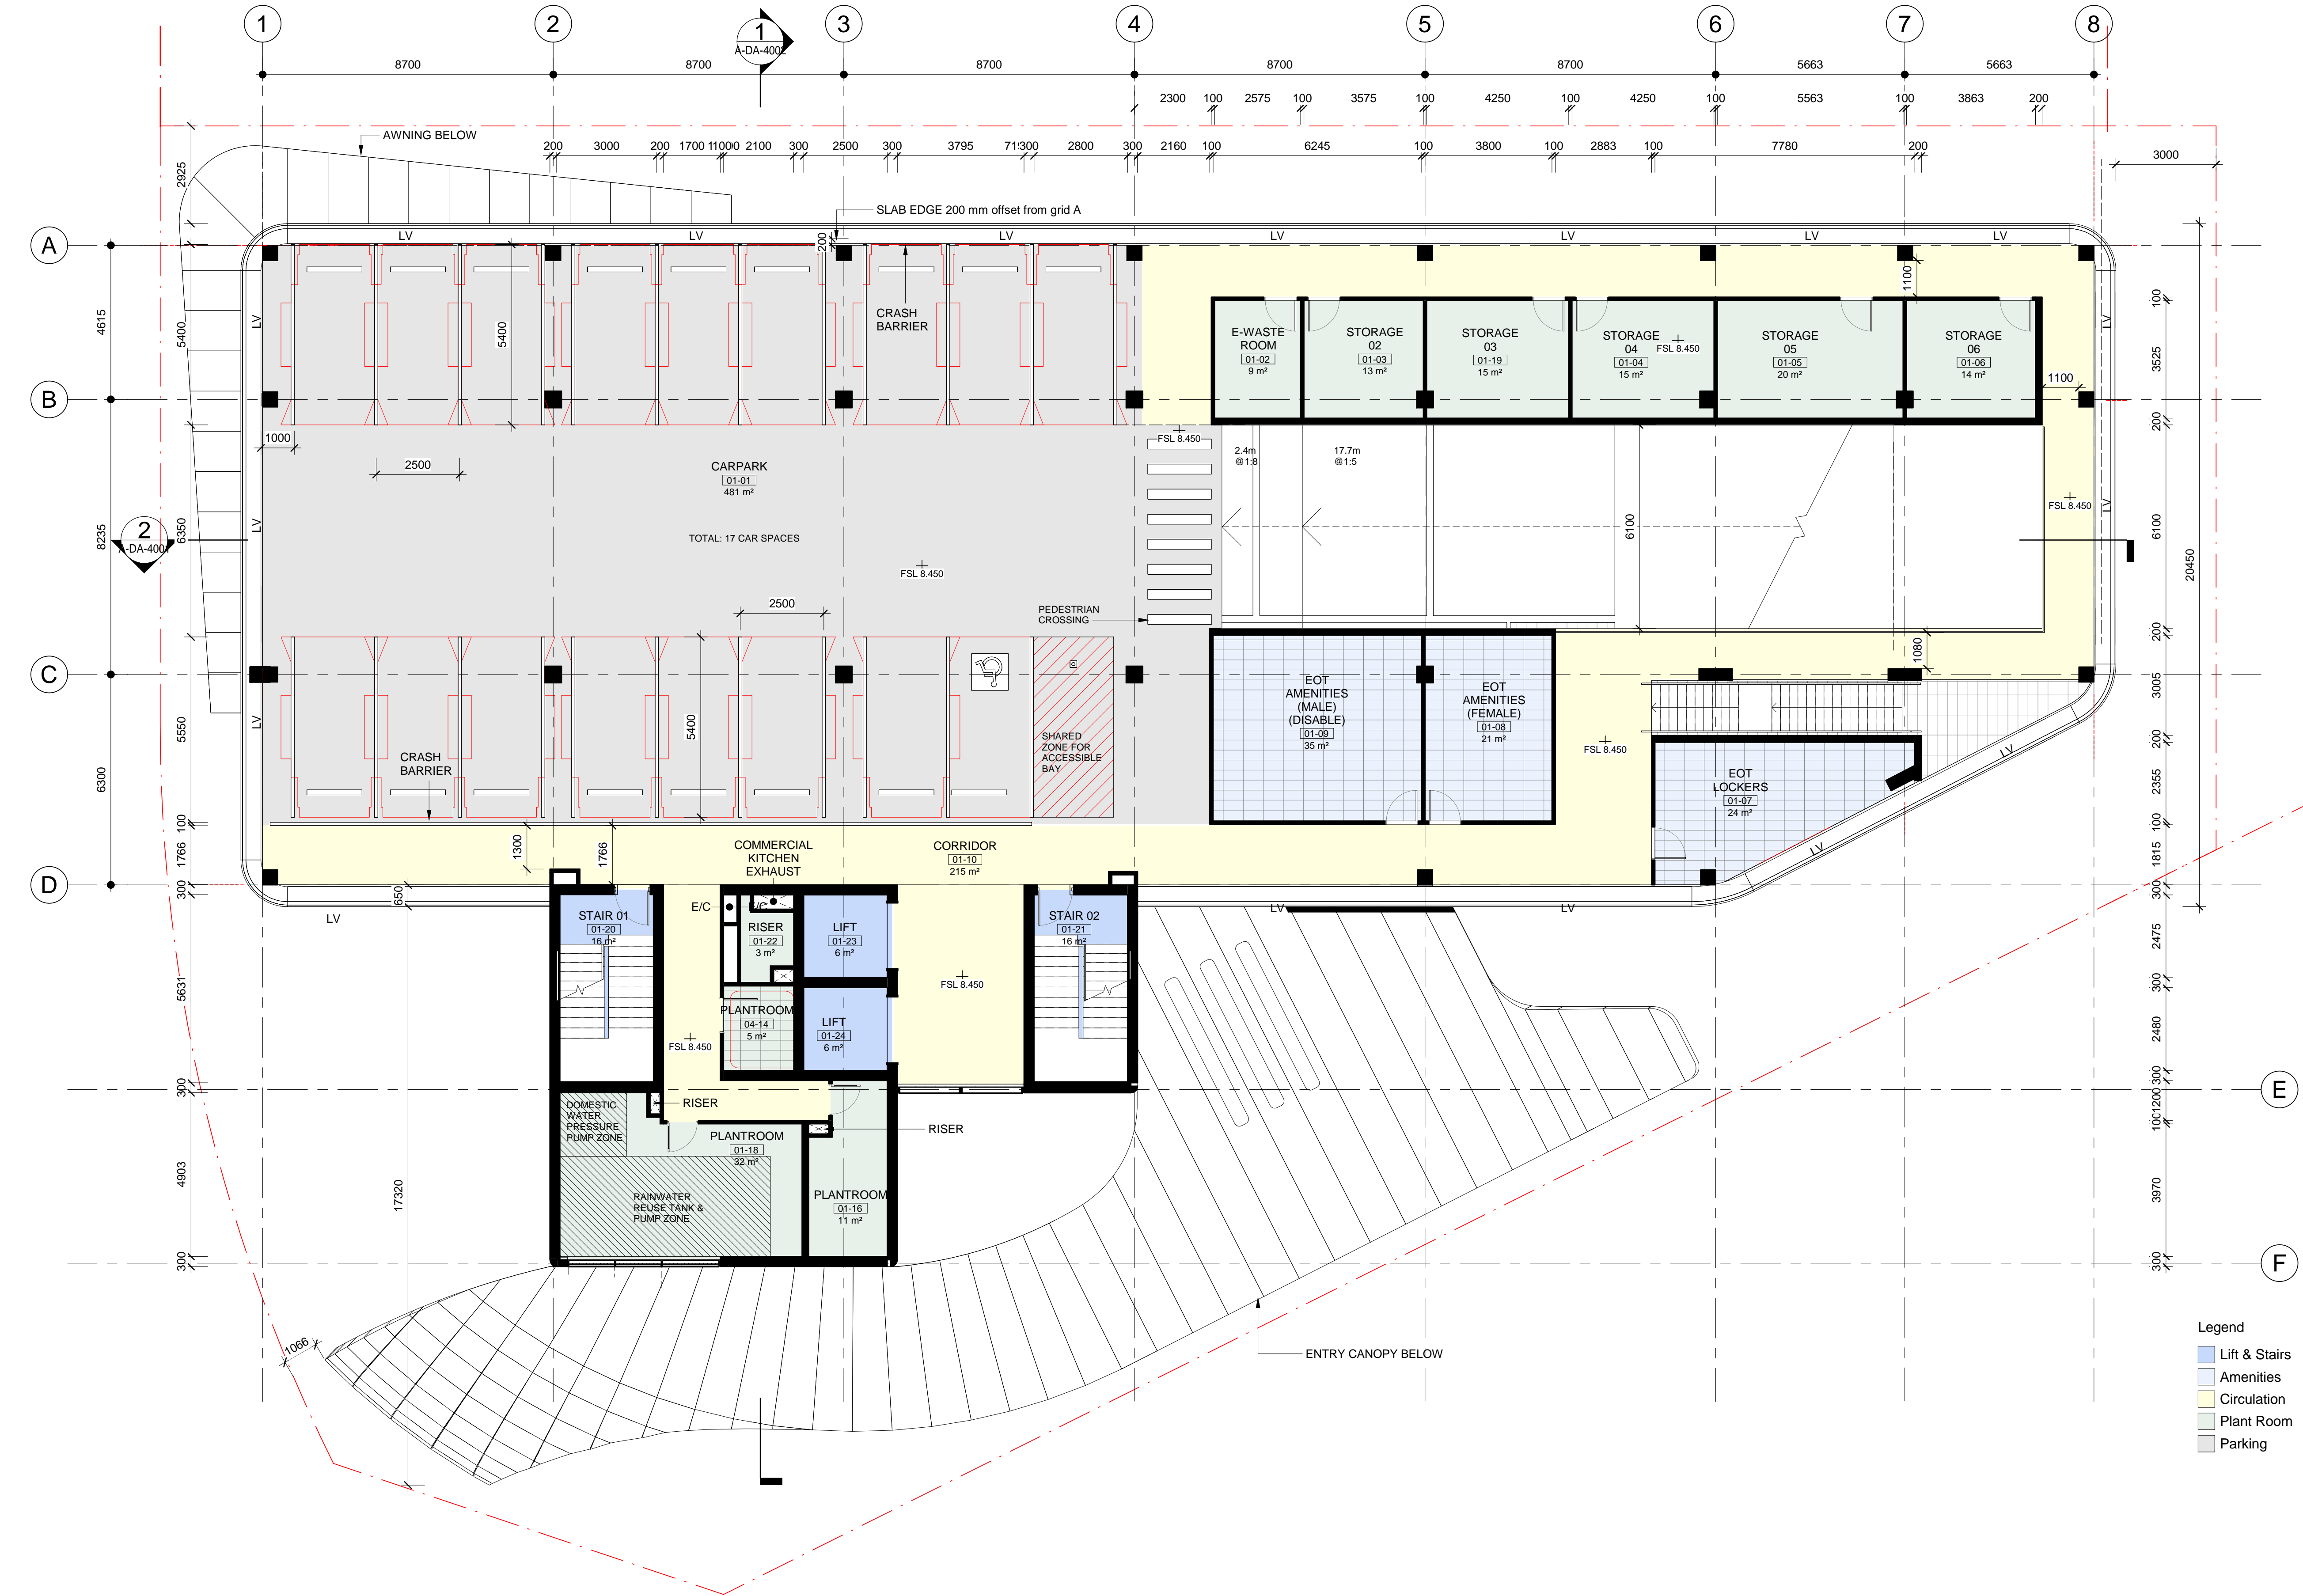 1
2
3
4
5
6
7
8
1
A-DA-4002
8700
8700
8700
8700
8700
5663
5663
2300
100
2575
100
3575
100
4250
100
4250
100
5563
100
3863
200
AWNING BELOW
200
3000
200
1700
2100
300
2500
300
3795
2800
300
2160
100
6245
100
3800
100
2883
100
7780
200
3000
2925
SLAB EDGE 200 mm offset from grid A
A
LV
LV
LV
LV
LV
LV
LV
200
1100
4615
5400
5400
LV
CRASH
BARRIER
E-WASTE
ROOM
01-02
9 m²
STORAGE
02
01-03
13 m²
STORAGE
03
01-19
15 m²
STORAGE
04
01-04
15 m²
FSL 8.450
STORAGE
05
01-05
20 m²
STORAGE
06
01-06
14 m²
LV
100
3525
1100
B
200
1000
2500
CARPARK
01-01
481 m²
FSL 8.450
2.4m
@1:8
17.7m
@1:5
FSL 8.450
LV
LV
8235
6350
2
A-DA-4001
TOTAL: 17 CAR SPACES
FSL 8.450
6100
6100
20450
2500
PEDESTRIAN
CROSSING
200
1080
C
LV
5550
6300
5400
SHARED
ZONE FOR
ACCESSIBLE
BAY
CRASH
BARRIER
EOT
AMENITIES
(MALE)
(DISABLE)
01-09
35 m²
EOT
AMENITIES
(FEMALE)
01-08
21 m²
FSL 8.450
3005
200
LV
EOT
LOCKERS
01-07
24 m²
2355
100
LV
100
1766
1300
1766
COMMERCIAL
KITCHEN
EXHAUST
CORRIDOR
01-10
215 m²
1815
D
300
650
LV
LV
LV
300
STAIR 01
01-20
16 m²
E/C
E/C
RISER
01-22
3 m²
LIFT
01-23
6 m²
STAIR 02
01-21
16 m²
FSL 8.450
2475
300
5631
PLANTROOM
04-14
5 m²
LIFT
01-24
6 m²
FSL 8.450
2480
300
E
300
1200
100
RISER
DOMESTIC
WATER
PRESSURE
PUMP ZONE
PLANTROOM
01-18
32 m²
RISER
4903
17320
RAINWATER
REUSE TANK &
PUMP ZONE
PLANTROOM
01-16
11 m²
3970
300
300
F
1066
ENTRY CANOPY BELOW
Legend
Lift & Stairs
Amenities
Circulation
Plant Room
Parking